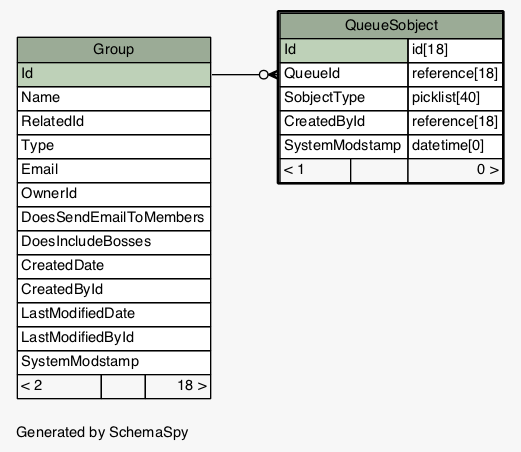 Group
Id
Name
RelatedId
Type
Email
OwnerId
DoesSendEmailToMembers
DoesIncludeBosses
CreatedDate
CreatedById
LastModifiedDate
LastModifiedById
SystemModstamp
< 2 18 >
QueueSobject
Id id[18]
QueueId reference[18]
SobjectType picklist[40]
CreatedById reference[18]
SystemModstamp datetime[0]
< 1 0 >
Generated by SchemaSpy